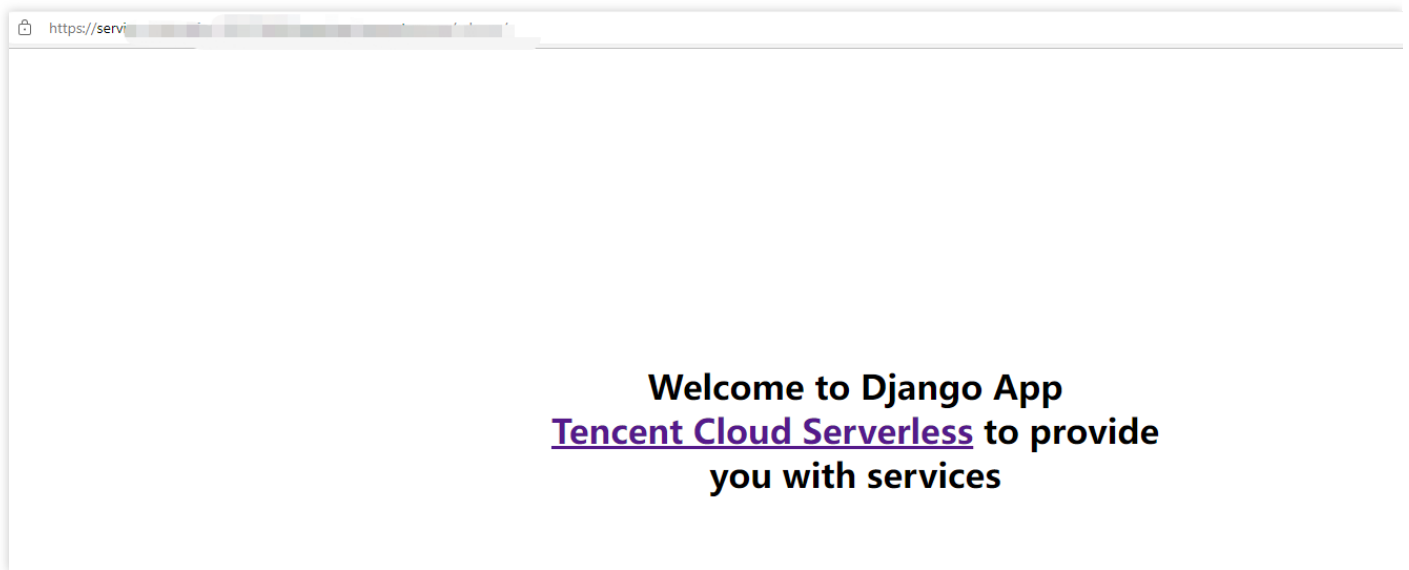 https://servi
Welcome to Django App
Tencent Cloud Serverless to provide
you with services